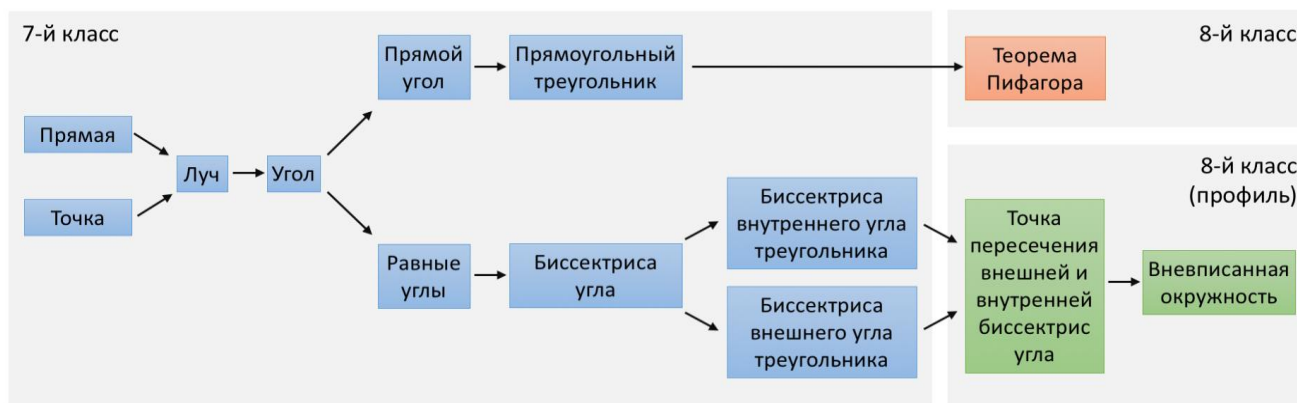 7-й класс
Прямая
Точка
Луч
Угол
Прямой
угол
Прямоугольный
треугольник
Равные
углы
Биссектриса
угла
Биссектриса
внутреннего угла
треугольника
Биссектриса
внешнего угла
треугольника
8-й класс
Теорема
Пифагора
8-й класс
(профиль)
Точка
пересечения
внешней и
внутренней
биссектрис
угла
Вневписанная
окружность